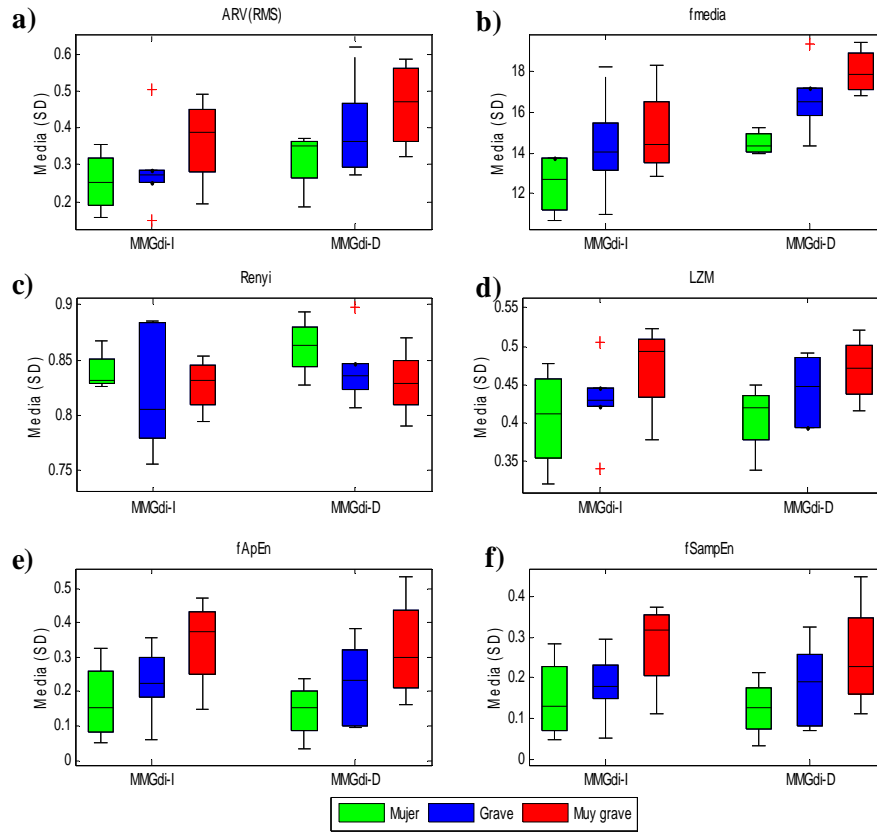 a)
ARV (RMS)
Media (SD)
0.6
0.5
0.4
0.3
0.2
MMGdi-I
MMGdi-D
b)
fmedia
Media (SD)
18
16
14
12
MMGdi-I
MMGdi-D
c)
Renyi
Media (SD)
0.9
0.85
0.8
0.75
MMGdi-I
MMGdi-D
d)
LZM
Media (SD)
0.55
0.5
0.45
0.4
0.35
MMGdi-I
MMGdi-D
e)
fApEn
Media (SD)
0.5
0.4
0.3
0.2
0.1
0
MMGdi-I
MMGdi-D
f)
fSampEn
Media (SD)
0.4
0.3
0.2
0.1
0
MMGdi-I
MMGdi-D
Mujer
Grave
Muy grave